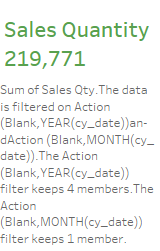 Sales Quantity
219,771
Sum of Sales Qty.The data
is filtered on Action
(Blank,YEAR(cy_date))an-
dAction (Blank,MONTH(cy_
date)).The Action
(Blank,YEAR(cy_date))
filter keeps 4 members.The
Action
(Blank,MONTH(cy_date))
filter keeps 1 member.